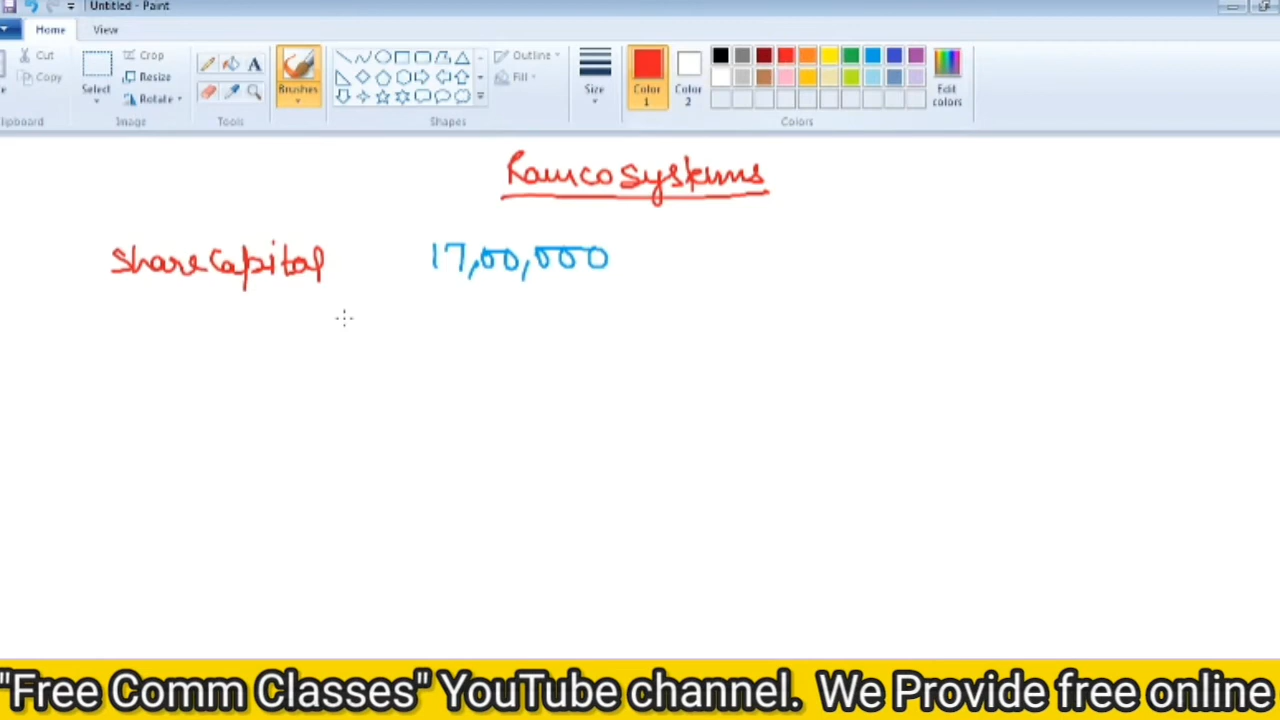 Untitled - Paint
Home View
Cut
Copy
Select
Crop
Resize
Rotate
Brushes
Outline
Fill
Size
Color 1
Color 2
Edit colors
lipboard
Image
Tools
Shapes
Colors
Ramco Systems
Share Capital 17,00,000
"Free Comm Classes" YouTube channel. We Provide free online